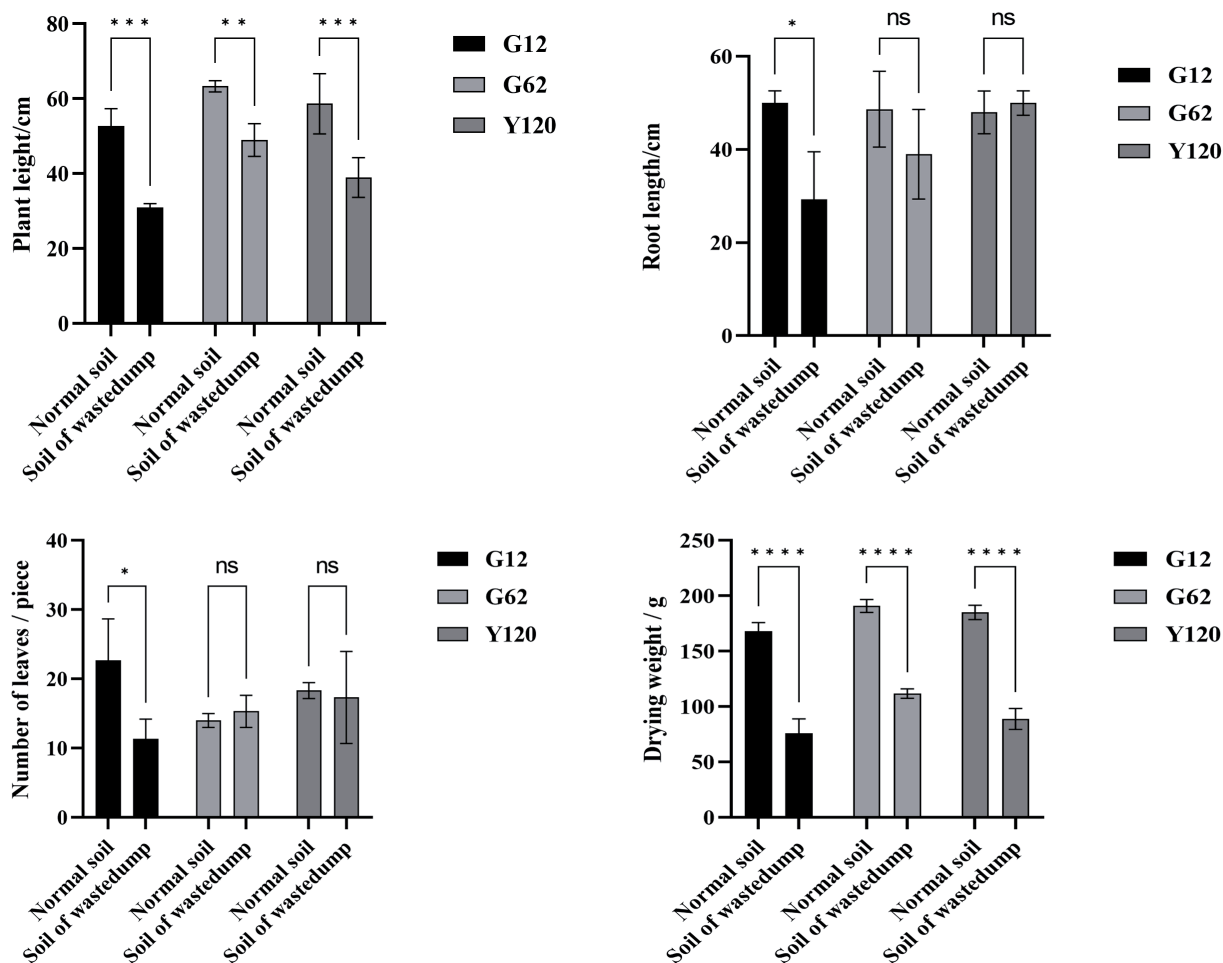 Plant leight/cm
80
60
40
20
0
* * *
* *
* * *
Normal soil
Soil of wastedump
Normal soil
Soil of wastedump
Normal soil
Soil of wastedump
G12
G62
Y120
Root length/cm
60
40
20
0
*
ns
ns
Normal soil
Soil of wastedump
Normal soil
Soil of wastedump
Normal soil
Soil of wastedump
G12
G62
Y120
Number of leaves / piece
40
30
20
10
0
*
ns
ns
Normal soil
Soil of wastedump
Normal soil
Soil of wastedump
Normal soil
Soil of wastedump
G12
G62
Y120
Drying weight / g
250
200
150
100
50
0
* * * *
* * * *
* * * *
Normal soil
Soil of wastedump
Normal soil
Soil of wastedump
Normal soil
Soil of wastedump
G12
G62
Y120